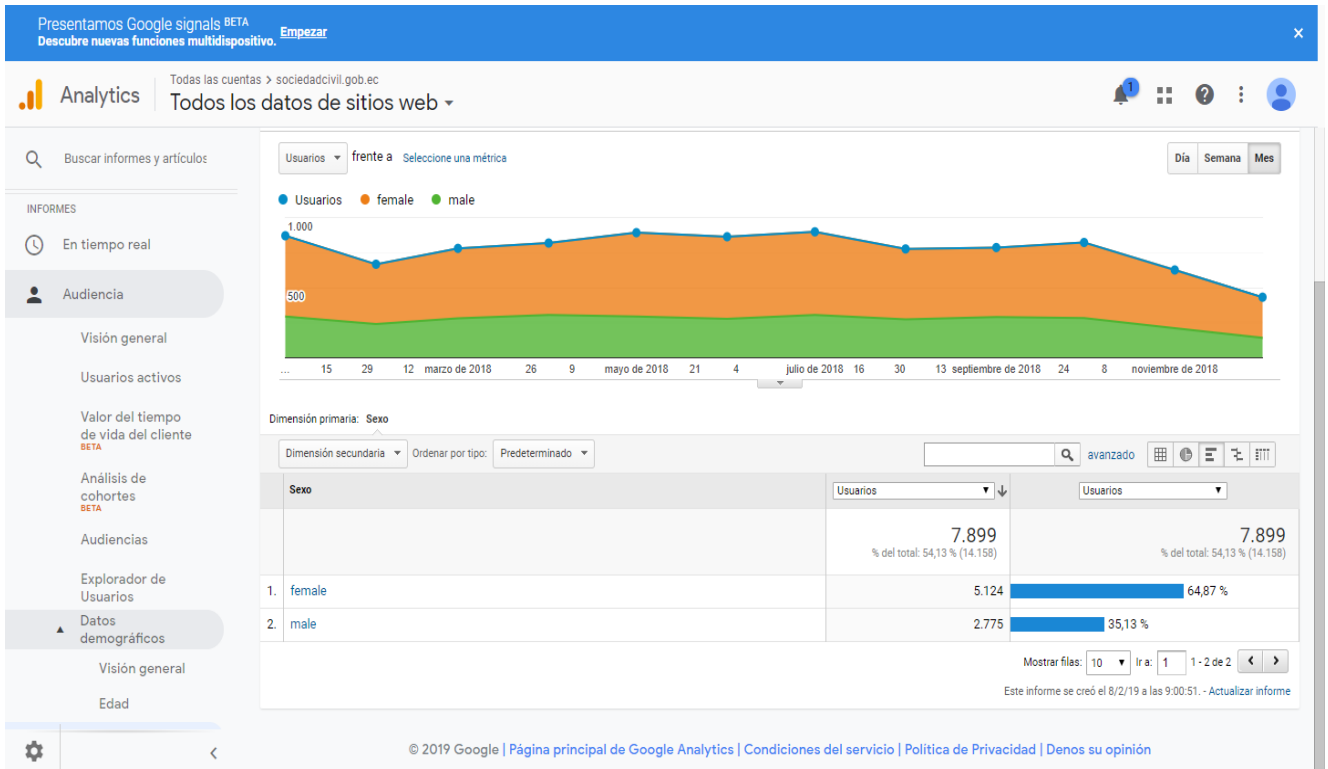 Presentamos Google signals BETA
Descubre nuevas funciones multidispositivo. Empezar
×
Analytics
Todas las cuentas > sociedadcivil.gob.ec
Todos los datos de sitios web
1
Buscar informes y artículos
INFORMES
En tiempo real
Audiencia
Visión general
Usuarios activos
Valor del tiempo
de vida del cliente
BETA
Análisis de
cohortes
BETA
Audiencias
Explorador de
Usuarios
Datos
demográficos
Visión general
Edad
Usuarios frente a Seleccione una métrica
Día Semana Mes
Usuarios female male
1.000
500
... 15 29 12 marzo de 2018 26 9 mayo de 2018 21 4 julio de 2018 16 30 13 septiembre de 2018 24 8 noviembre de 2018
Dimensión primaria: Sexo
Dimensión secundaria Ordenar por tipo: Predeterminado
avanzado
Sexo Usuarios Usuarios
7.899 7.899
% del total: 54,13 % (14.158) % del total: 54,13 % (14.158)
1. female 5.124 64,87 %
2. male 2.775 35,13 %
Mostrar filas: 10 Ir a: 1 1 - 2 de 2
Este informe se creó el 8/2/19 a las 9:00:51. - Actualizar informe
© 2019 Google | Página principal de Google Analytics | Condiciones del servicio | Política de Privacidad | Denos su opinión